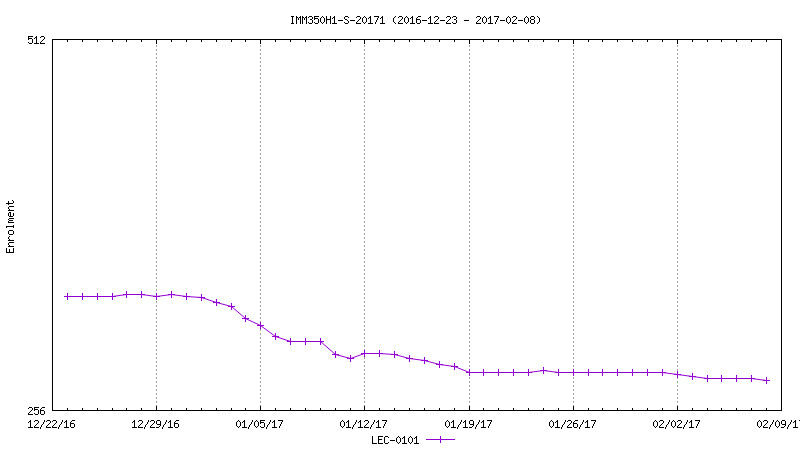 IMM350H1-S-20171 (2016-12-23 - 2017-02-08)
512
Enrolment
256
12/22/16 12/29/16 01/05/17 01/12/17 01/19/17 01/26/17 02/02/17 02/09/1
LEC-0101